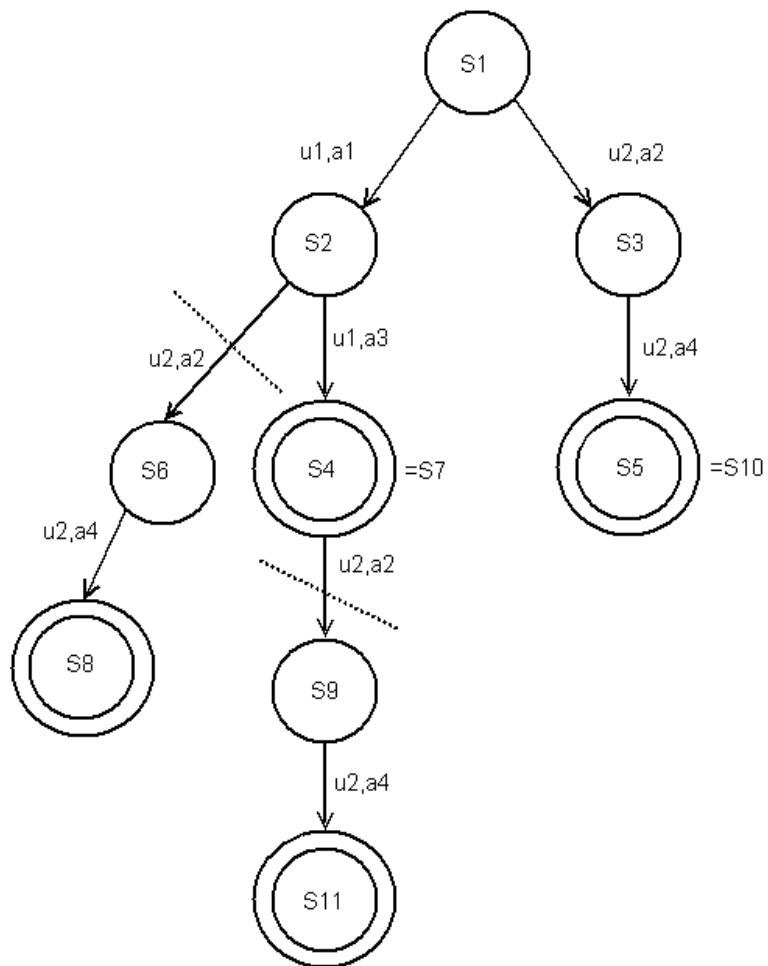 S1
u1,a1
u2,a2
S2
S3
u2,a2
u1,a3
u2,a4
S6
S4
=S7
S5
=S10
u2,a4
u2,a2
S8
S9
u2,a4
S11